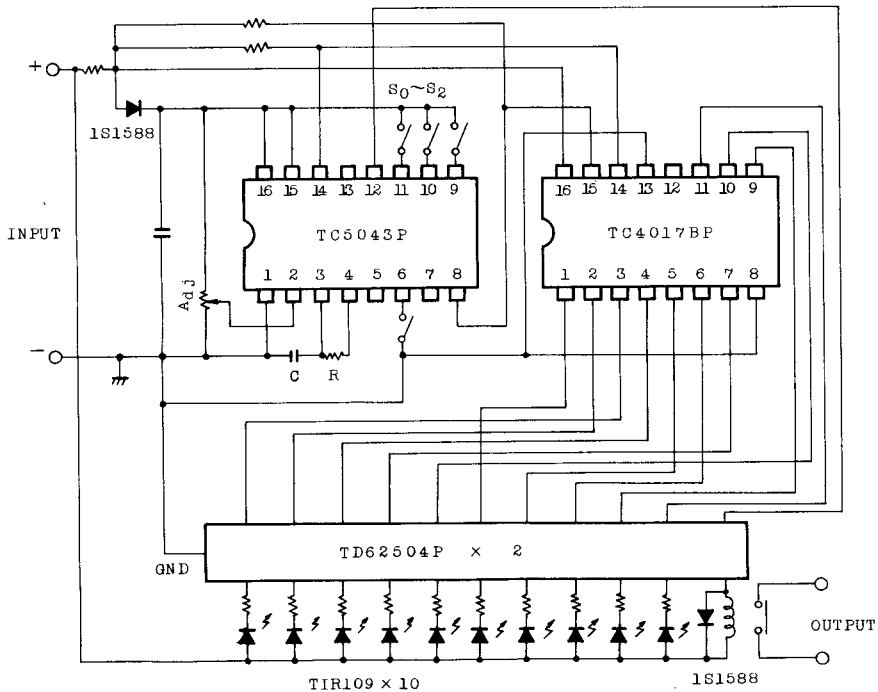 +
S0~S2
1S1588
16 15 14 13 12 11 10 9
16 15 14 13 12 11 10 9
INPUT
TC5043P
TC4017BP
Adj
1 2 3 4 5 6 7 8
1 2 3 4 5 6 7 8
−
C R
TD62504P × 2
GND
OUTPUT
1S1588
TIR109×10